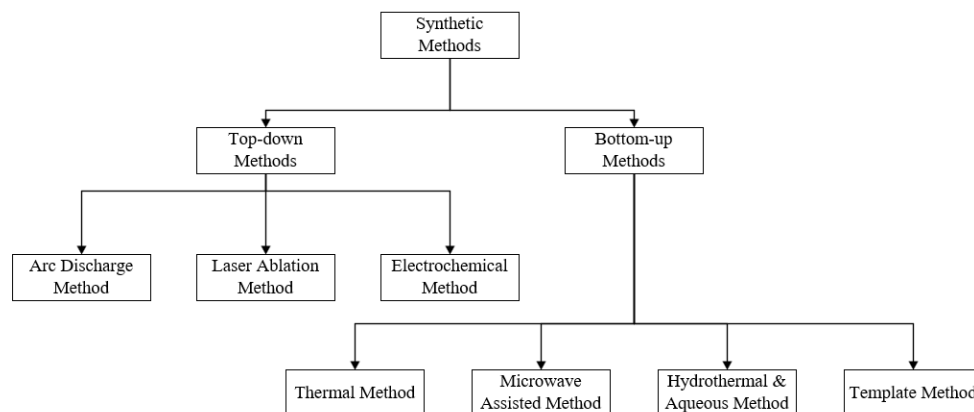 Synthetic
Methods
Top-down
Methods
Bottom-up
Methods
Arc Discharge
Method
Laser Ablation
Method
Electrochemical
Method
Thermal Method
Microwave
Assisted Method
Hydrothermal &
Aqueous Method
Template Method